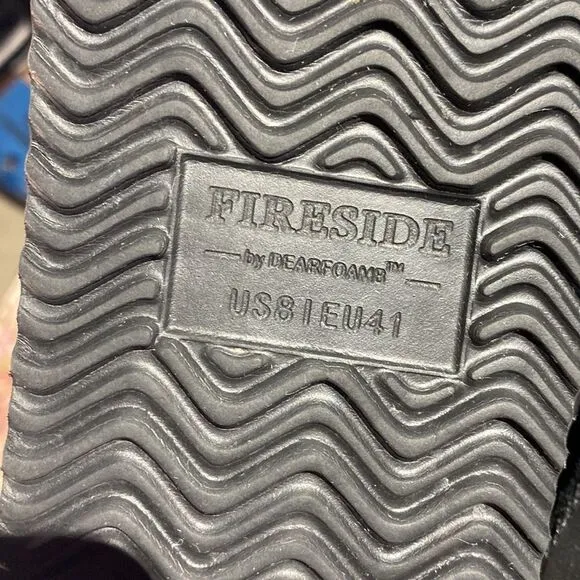 FIRESIDE
by DEARFOAMS™
US8 | EU41